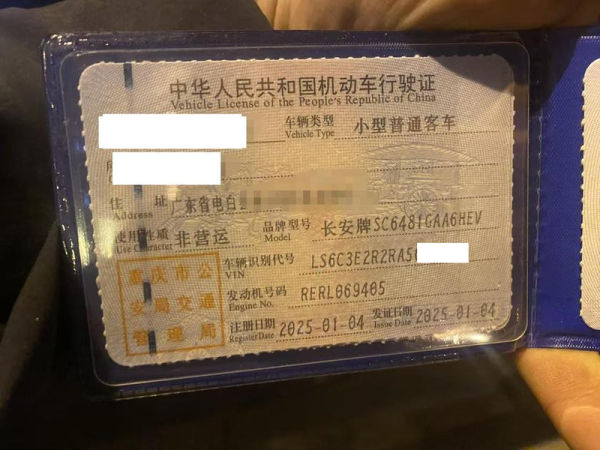 中华人民共和国机动车行驶证
Vehicle License of the People's Republic of China
车辆类型 小型普通客车
Vehicle Type
住址 广东省电白
Address
使用性质 非营运
Use Character
品牌型号 长安牌SC6481GAA6HEV
Model
车辆识别代号 LS6C3E2R2RA5
VIN
发动机号码 RERL069405
Engine No.
注册日期 2025-01-04
Register Date
发证日期 2025-01-04
Issue Date
重庆市公
安局交通
管理局